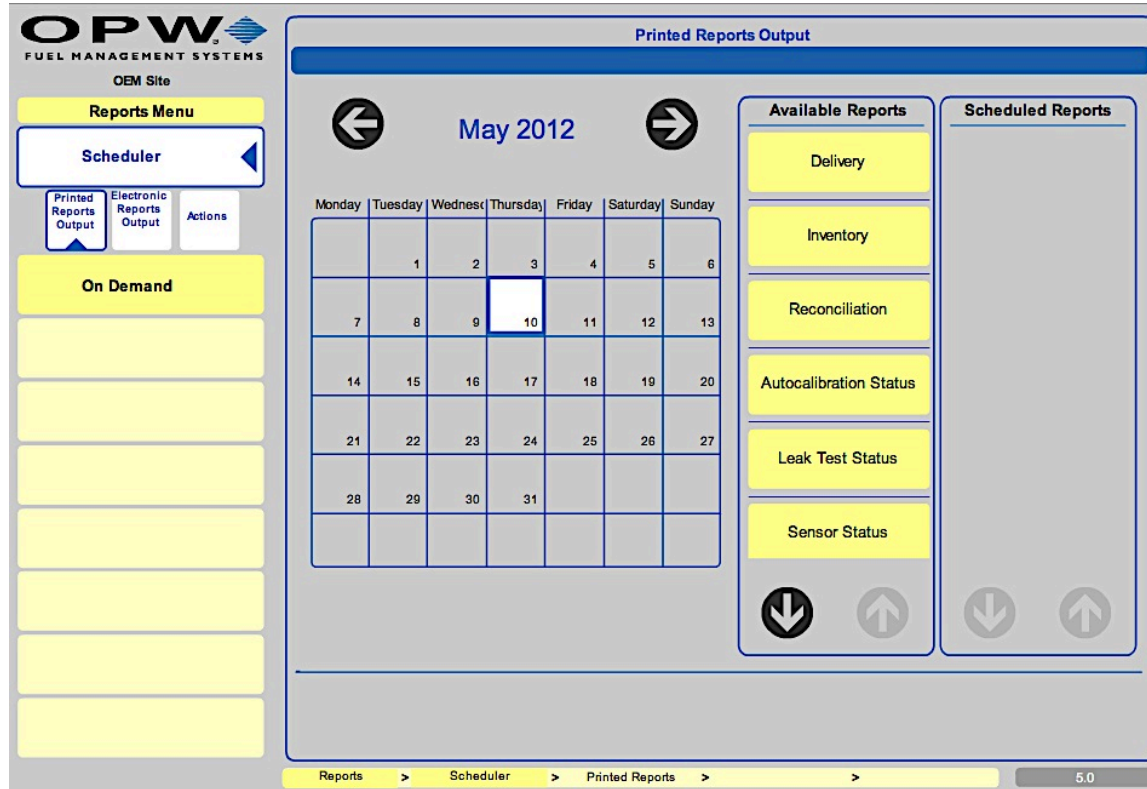 OPW
FUEL MANAGEMENT SYSTEMS
OEM Site
Reports Menu
Scheduler
Printed
Reports
Output
Electronic
Reports
Output
Actions
On Demand
Printed Reports Output
May 2012
Monday Tuesday Wednesc Thursday Friday Saturday Sunday
1 2 3 4 5 6
7 8 9 10 11 12 13
14 15 16 17 18 19 20
21 22 23 24 25 26 27
28 29 30 31
Available Reports
Delivery
Inventory
Reconciliation
Autocalibration Status
Leak Test Status
Sensor Status
Scheduled Reports
Reports > Scheduler > Printed Reports > > 5.0